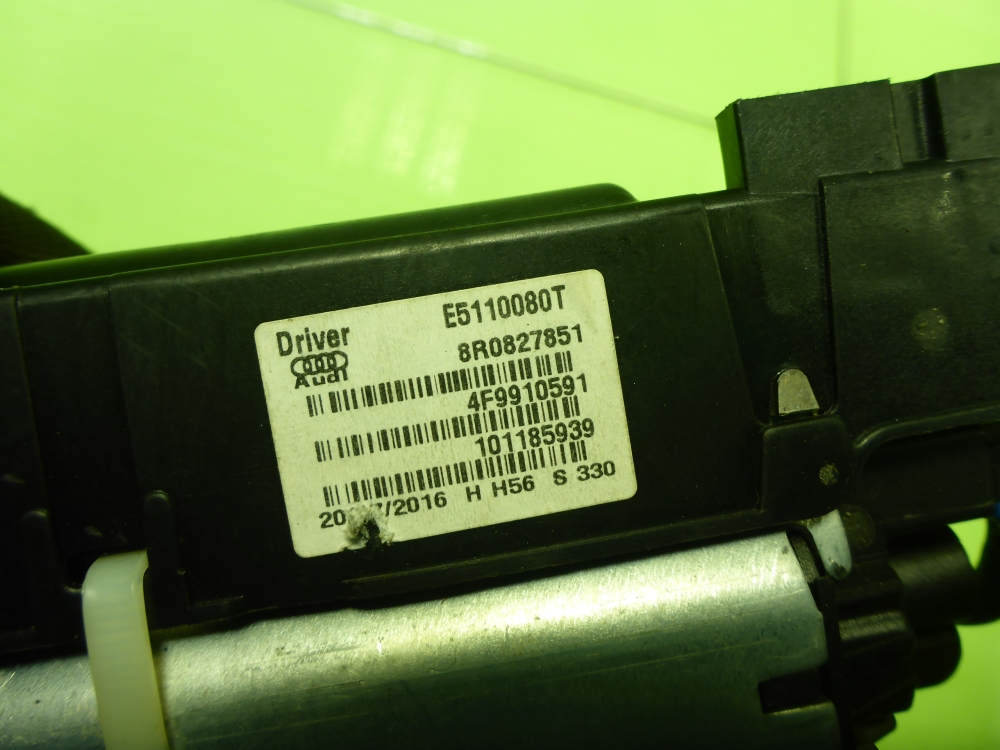 Driver E5110080T
Audi 8R0827851
4F9910591
101185939
/2016 H H56 S 330